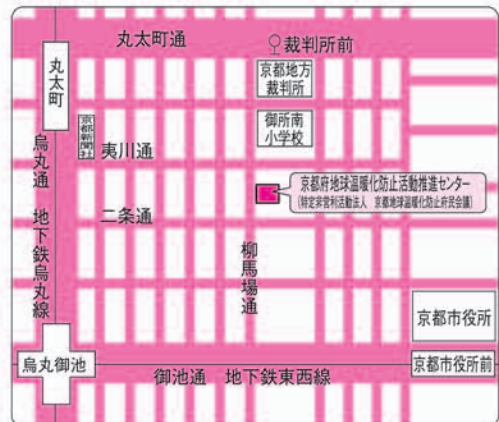 丸太町通
裁判所前
丸太町
京都地方
裁判所
京都新聞社
御所南
小学校
夷川通
烏丸通 地下鉄烏丸線
京都府地球温暖化防止活動推進センター
(特定非営利活動法人 京都地球温暖化防止府民会議)
二条通
柳馬場通
京都市役所
烏丸御池
京都市役所前
御池通 地下鉄東西線